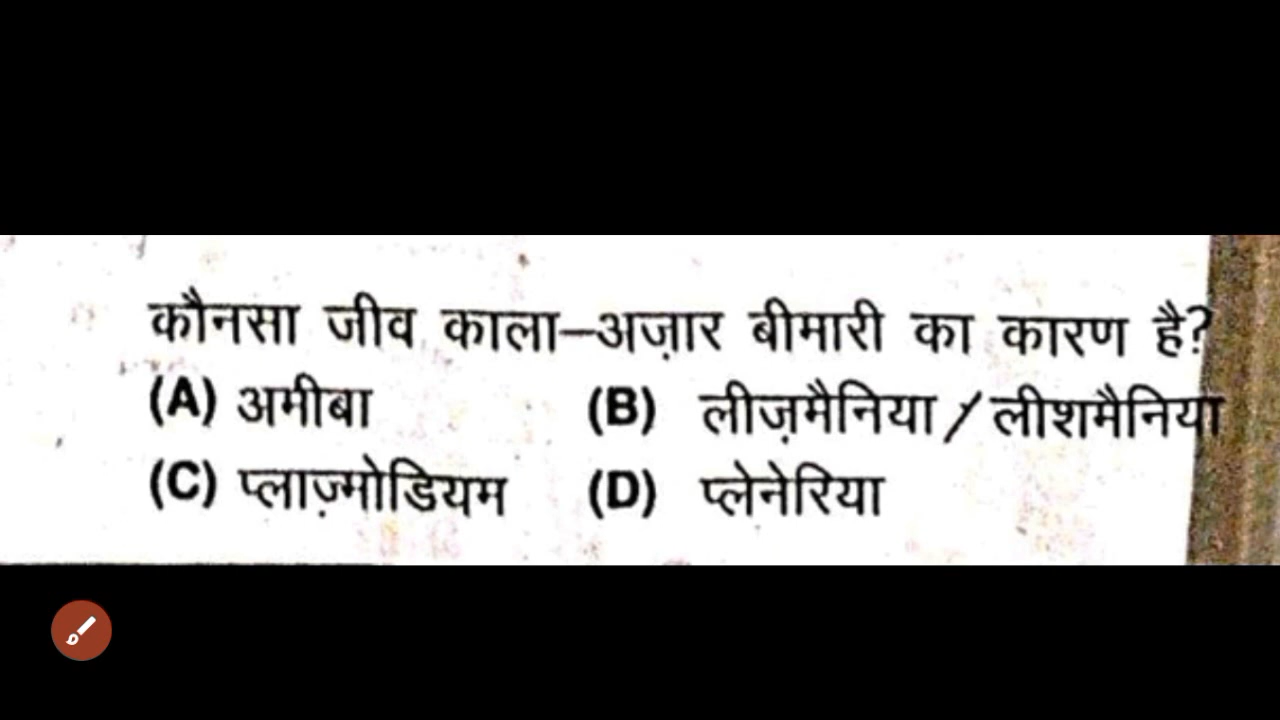 कौनसा जीव काला–अज़ार बीमारी का कारण है?
(A) अमीबा (B) लीज़मैनिया / लीशमैनिया
(C) प्लाज़्मोडियम (D) प्लेनेरिया